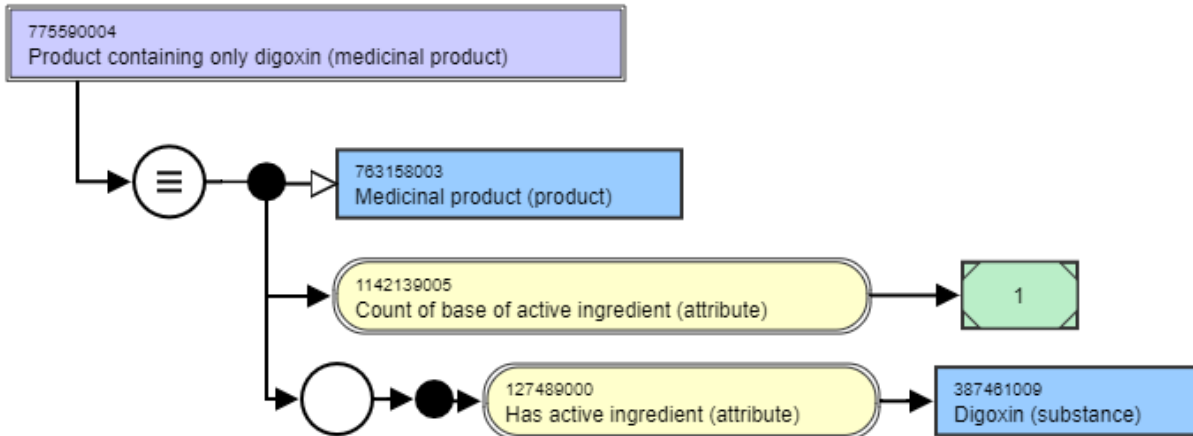 775590004
Product containing only digoxin (medicinal product)
763158003
Medicinal product (product)
1142139005
Count of base of active ingredient (attribute)
1
127489000
Has active ingredient (attribute)
387461009
Digoxin (substance)